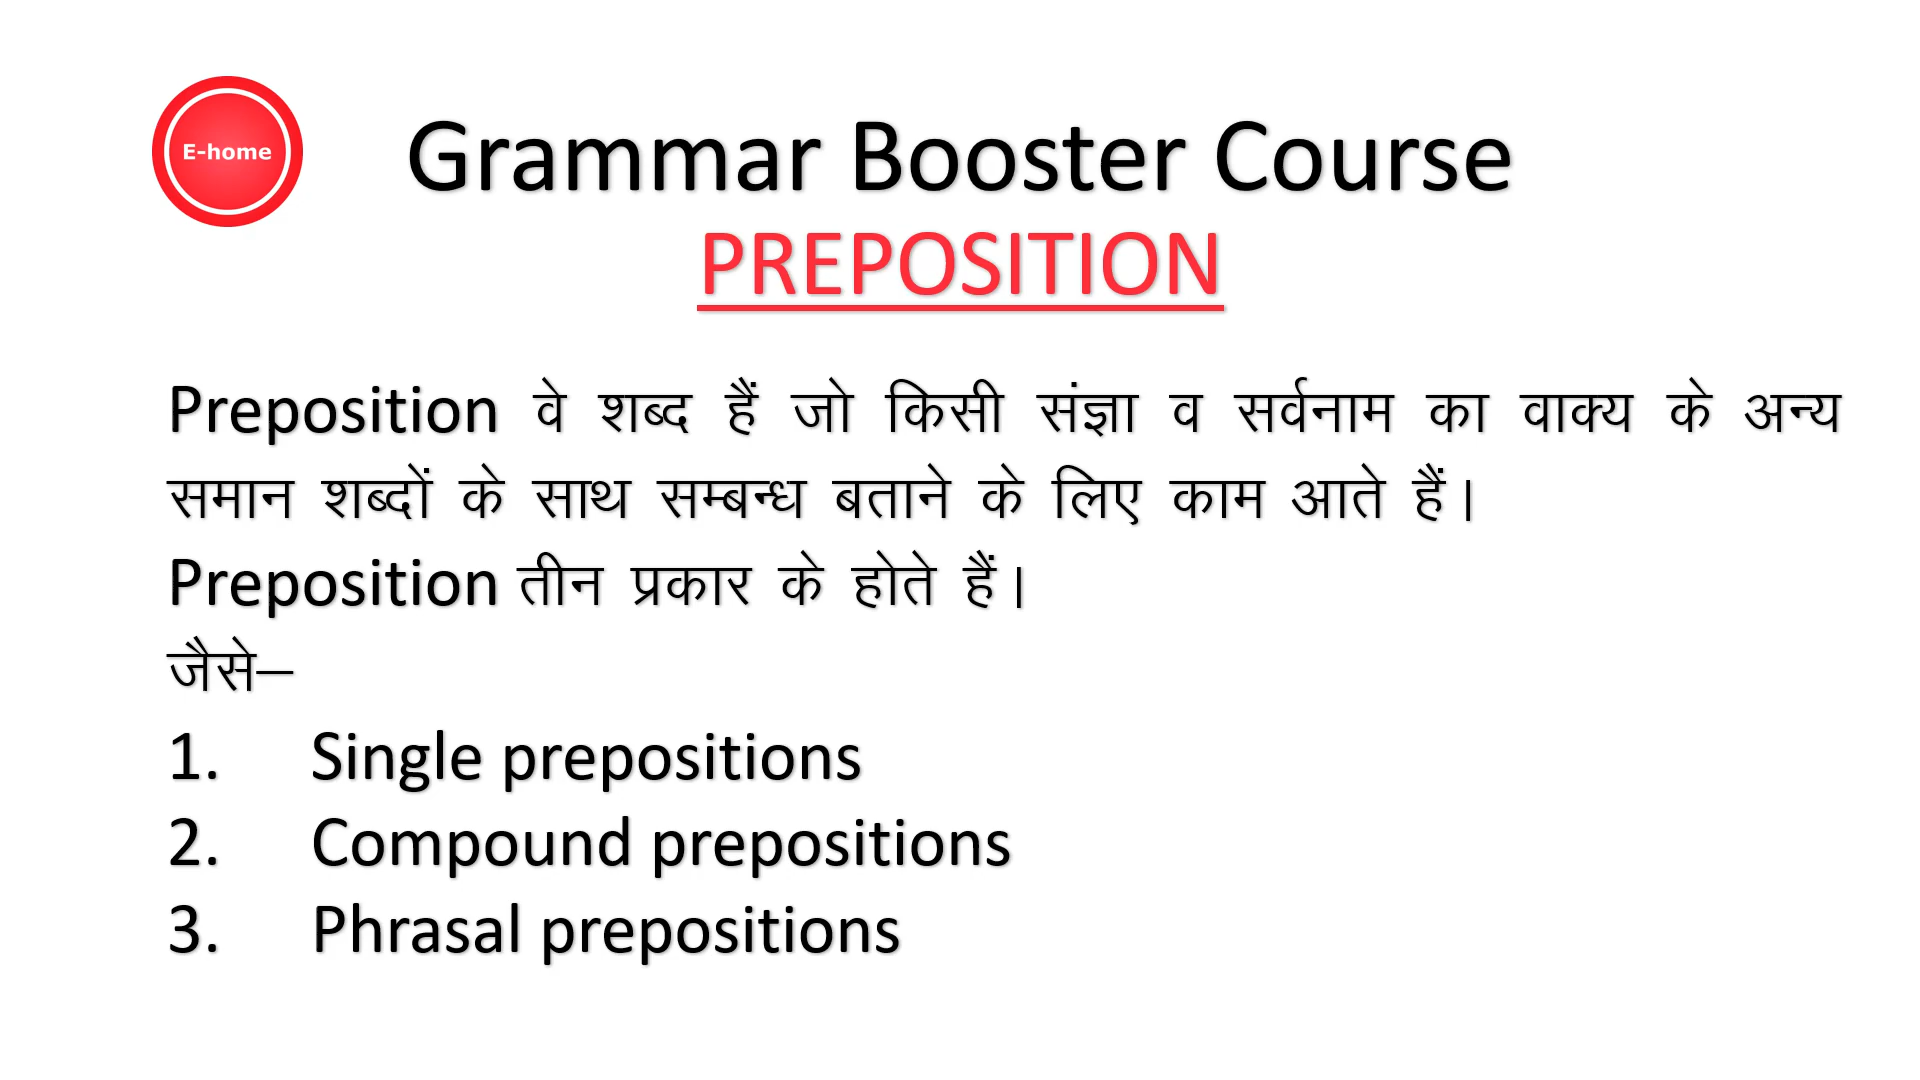 E-home
Grammar Booster Course
PREPOSITION
Preposition वे शब्द हैं जो किसी संज्ञा व सर्वनाम का वाक्य के अन्य
समान शब्दों के साथ सम्बन्ध बताने के लिए काम आते हैं।
Preposition तीन प्रकार के होते हैं।
जैसे–
1. Single prepositions
2. Compound prepositions
3. Phrasal prepositions